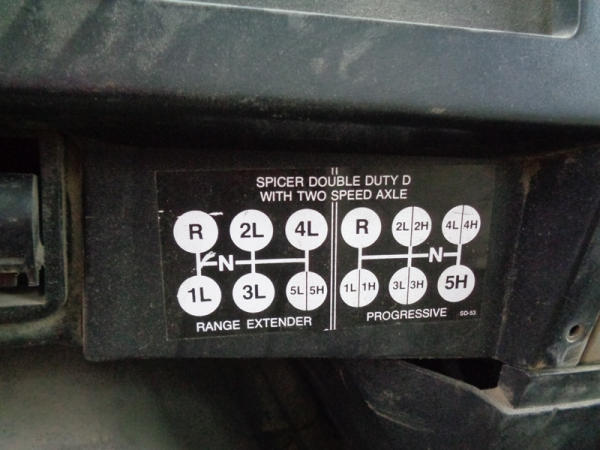 SPICER DOUBLE DUTY D
WITH TWO SPEED AXLE
R 2L 4L
N
1L 3L 5L 5H
RANGE EXTENDER
R 2L 2H 4L 4H
N
1L 1H 3L 3H 5H
PROGRESSIVE
SD-53